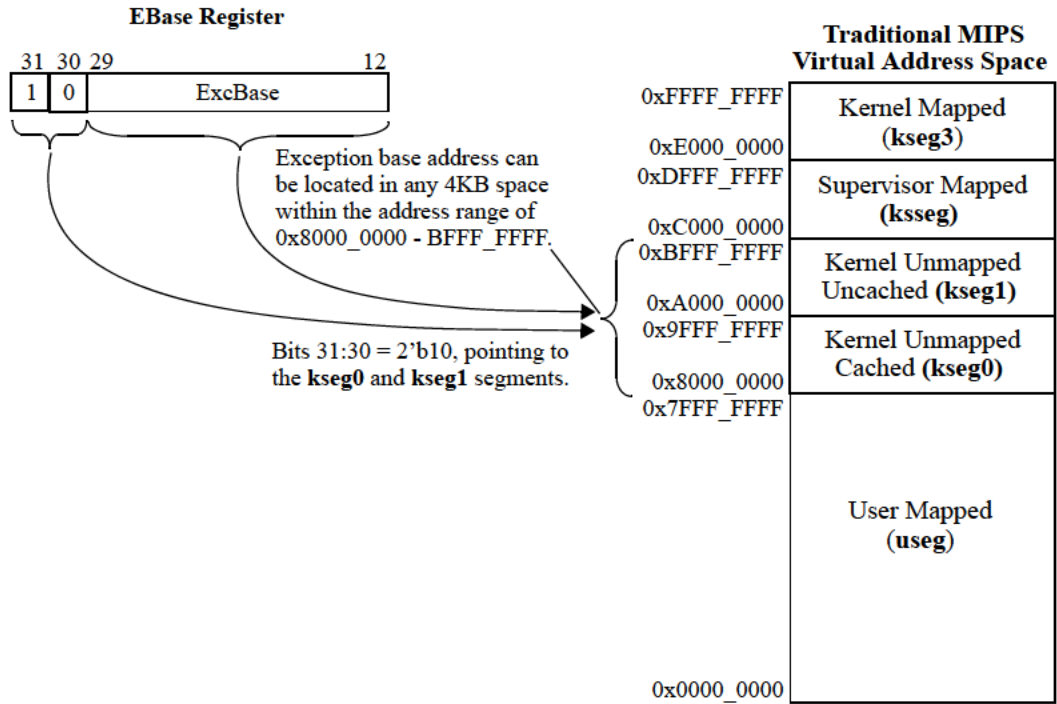 EBase Register
31 30 29 12
1 0 ExcBase
Exception base address can
be located in any 4KB space
within the address range of
0x8000_0000 - BFFF_FFFF.
Bits 31:30 = 2’b10, pointing to
the kseg0 and kseg1 segments.
Traditional MIPS
Virtual Address Space
0xFFFF_FFFF
Kernel Mapped
(kseg3)
0xE000_0000
0xDFFF_FFFF
Supervisor Mapped
(ksseg)
0xC000_0000
0xBFFF_FFFF
Kernel Unmapped
Uncached (kseg1)
0xA000_0000
0x9FFF_FFFF
Kernel Unmapped
Cached (kseg0)
0x8000_0000
0x7FFF_FFFF
User Mapped
(useg)
0x0000_0000